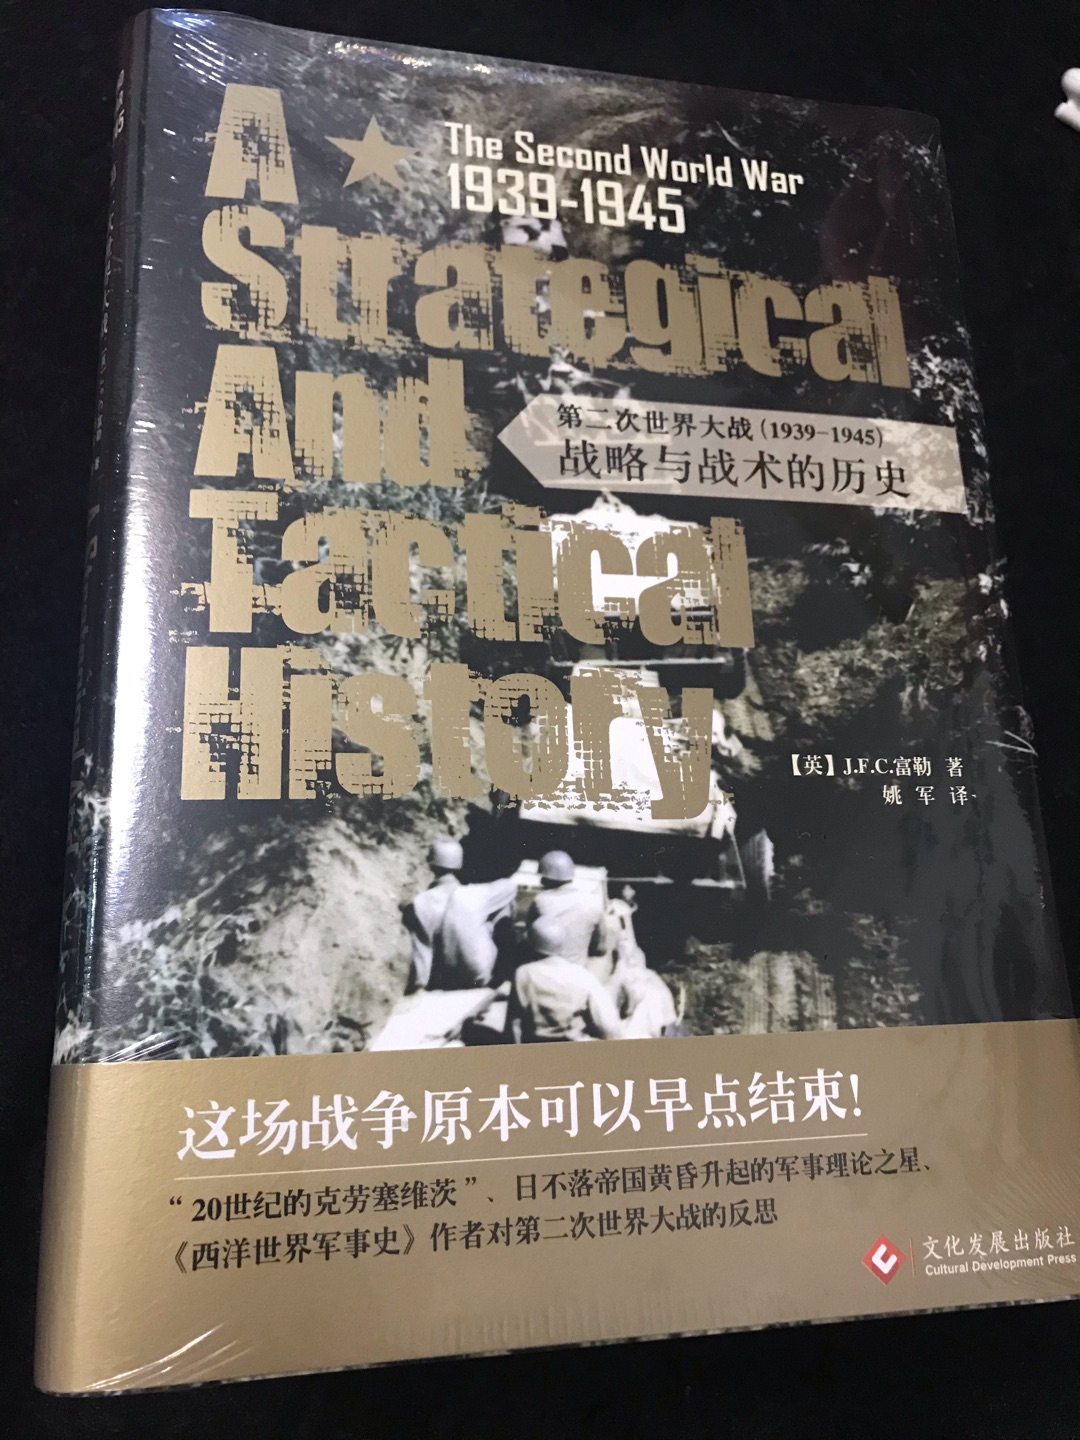 A
The Second World War
1939-1945
Strategical
And
第二次世界大战(1939-1945)
战略与战术的历史
Tactical
History
【英】J.F.C.富勒 著
姚 军 译
这场战争原本可以早点结束!
“20世纪的克劳塞维茨”、日不落帝国黄昏升起的军事理论之星、
《西洋世界军事史》作者对第二次世界大战的反思
文化发展出版社
Cultural Development Press